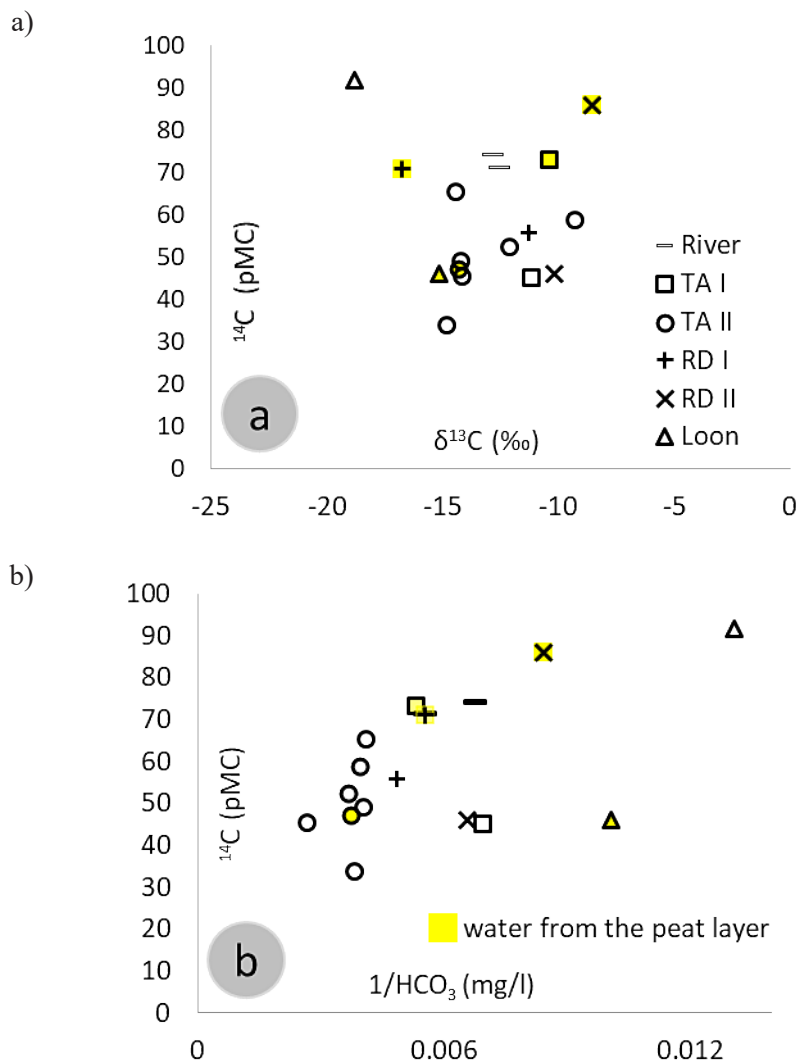 a)
100
90
80
70
60
50
40
30
20
10
0
¹⁴C (pMC)
River
TA I
TA II
RD I
RD II
Loon
a
δ¹³C (‰)
-25 -20 -15 -10 -5 0
b)
100
90
80
70
60
50
40
30
20
10
0
¹⁴C (pMC)
water from the peat layer
b
1/HCO₃ (mg/l)
0 0.006 0.012